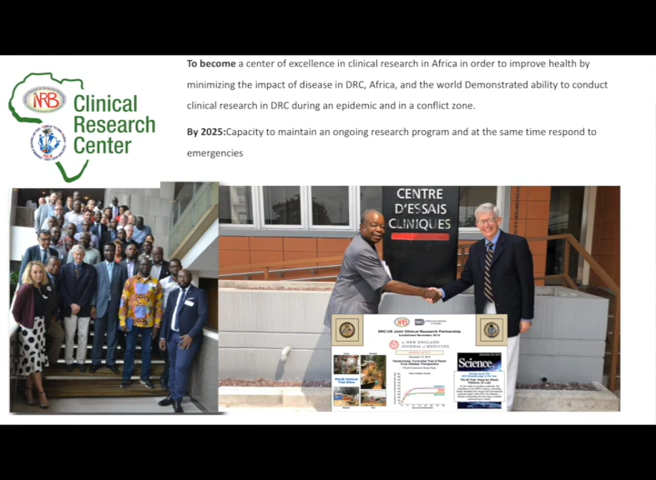 To become a center of excellence in clinical research in Africa in order to improve health by
minimizing the impact of disease in DRC, Africa, and the world Demonstrated ability to conduct
clinical research in DRC during an epidemic and in a conflict zone.
By 2025:Capacity to maintain an ongoing research program and at the same time respond to
emergencies
INRB
Clinical
Research
Center
CENTRE
D'ESSAIS
CLINIQUES
DRC-US Joint Clinical Research Partnership
The NEW ENGLAND
JOURNAL of MEDICINE
Science